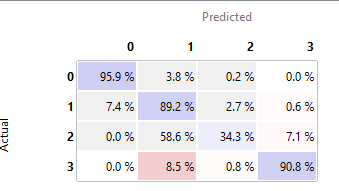 Predicted
0 1 2 3
0 95.9 % 3.8 % 0.2 % 0.0 %
1 7.4 % 89.2 % 2.7 % 0.6 %
2 0.0 % 58.6 % 34.3 % 7.1 %
3 0.0 % 8.5 % 0.8 % 90.8 %
Actual